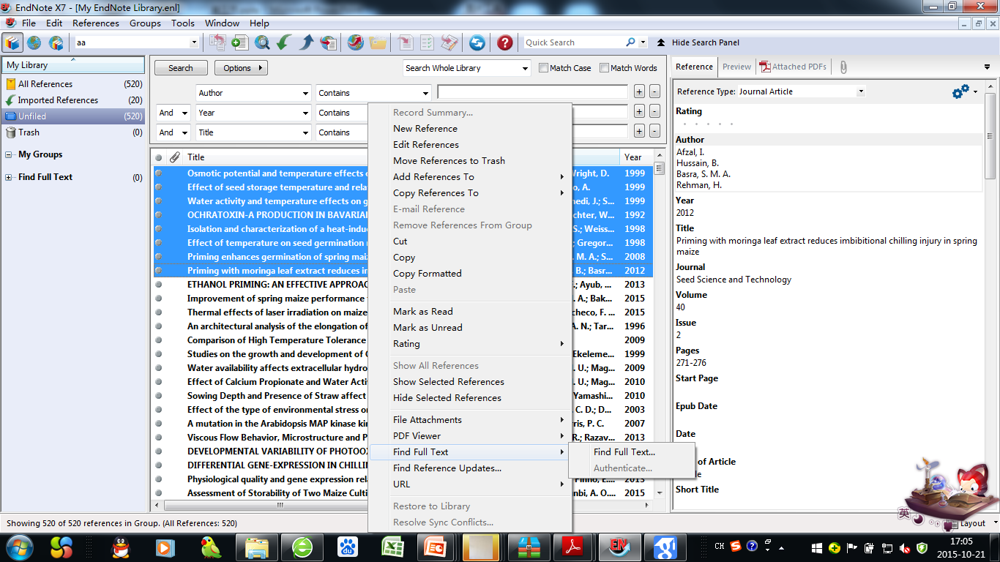 EndNote X7 - [My EndNote Library.enl]
File Edit References Groups Tools Window Help
aa
Quick Search
Hide Search Panel
My Library
All References (520)
Imported References (20)
Unfiled (520)
Trash (0)
My Groups
Find Full Text (0)
Search Options Search Whole Library Match Case Match Words
Author Contains + -
And Year Contains + -
And Title Contains + -
Title Year
Osmotic potential and temperature effects Wright, D. 1999
Effect of seed storage temperature and A. 1999
Water activity and temperature effects on J.; S... 1999
OCHRATOXIN-A PRODUCTION IN W... 1992
Isolation and characterization of a S.; Weiss... 1998
Effect of temperature on seed germination ; Gregor... 1998
Priming enhances germination of spring M. A.; S... 2008
Priming with moringa leaf extract reduces B.; Basr... 2012
ETHANOL PRIMING: AN EFFECTIVE ; Ayub, ... 2013
Improvement of spring maize performance A.; Bak... 2015
Thermal effects of laser irradiation on maize F. ... 2015
An architectural analysis of the elongation of A. N.; Tar... 1996
Comparison of High Temperature Tolerance 2009
Studies on the growth and development of Ekeleme... 1999
Water availability affects extracellular U.; Mag... 2009
Effect of Calcium Propionate and Water U.; Mag... 2010
Sowing Depth and Presence of Straw affect Yamashi... 2010
Effect of the type of environmental stress C. D.; D... 2003
A mutation in the Arabidopsis MAP kinase P. C. 2007
Viscous Flow Behavior, Microstructure and R.; Razav... 2013
DEVELOPMENTAL VARIABILITY OF
DIFFERENTIAL GENE-EXPRESSION IN
Physiological quality and gene expression E.... 2013
Assessment of Storability of Two Maize A. O.... 2015
Record Summary...
New Reference
Edit References
Move References to Trash
Add References To
Copy References To
E-mail Reference
Remove References From Group
Cut
Copy
Copy Formatted
Paste
Mark as Read
Mark as Unread
Rating
Show All References
Show Selected References
Hide Selected References
File Attachments
PDF Viewer
Find Full Text
Find Reference Updates...
URL
Restore to Library
Resolve Sync Conflicts...
Find Full Text...
Authenticate...
Reference Preview Attached PDFs
Reference Type: Journal Article
Rating
Author
Afzal, I.
Hussain, B.
Basra, S. M. A.
Rehman, H.
Year
2012
Title
Priming with moringa leaf extract reduces imbibitional chilling injury in spring
maize
Journal
Seed Science and Technology
Volume
40
Issue
2
Pages
271-276
Start Page
Epub Date
Date
of Article
Short Title
英
Layout
Showing 520 of 520 references in Group. (All References: 520)
du
EN
CH
17:05
2015-10-21